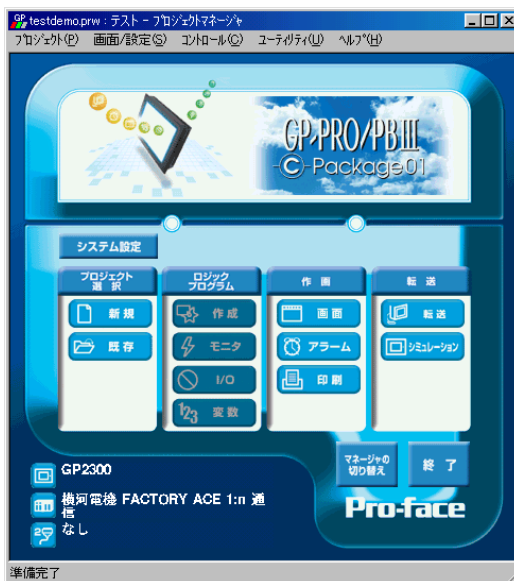 testdemo.prw : テスト - プロジェクトマネージャ
プロジェクト(P) 画面/設定(S) コントロール(C) ユーティリティ(U) ヘルプ(H)
GP-PRO/PBⅢ
C-Package01
システム設定
プロジェクト
選 択
ロジック
プログラム
作 画
転 送
新 規
作 成
画 面
転 送
既 存
モニタ
アラーム
シミュレーション
I/O
印 刷
変 数
マネージャの
切り替え
終 了
GP2300
横河電機 FACTORY ACE 1:n 通
信
なし
Pro-face
準備完了